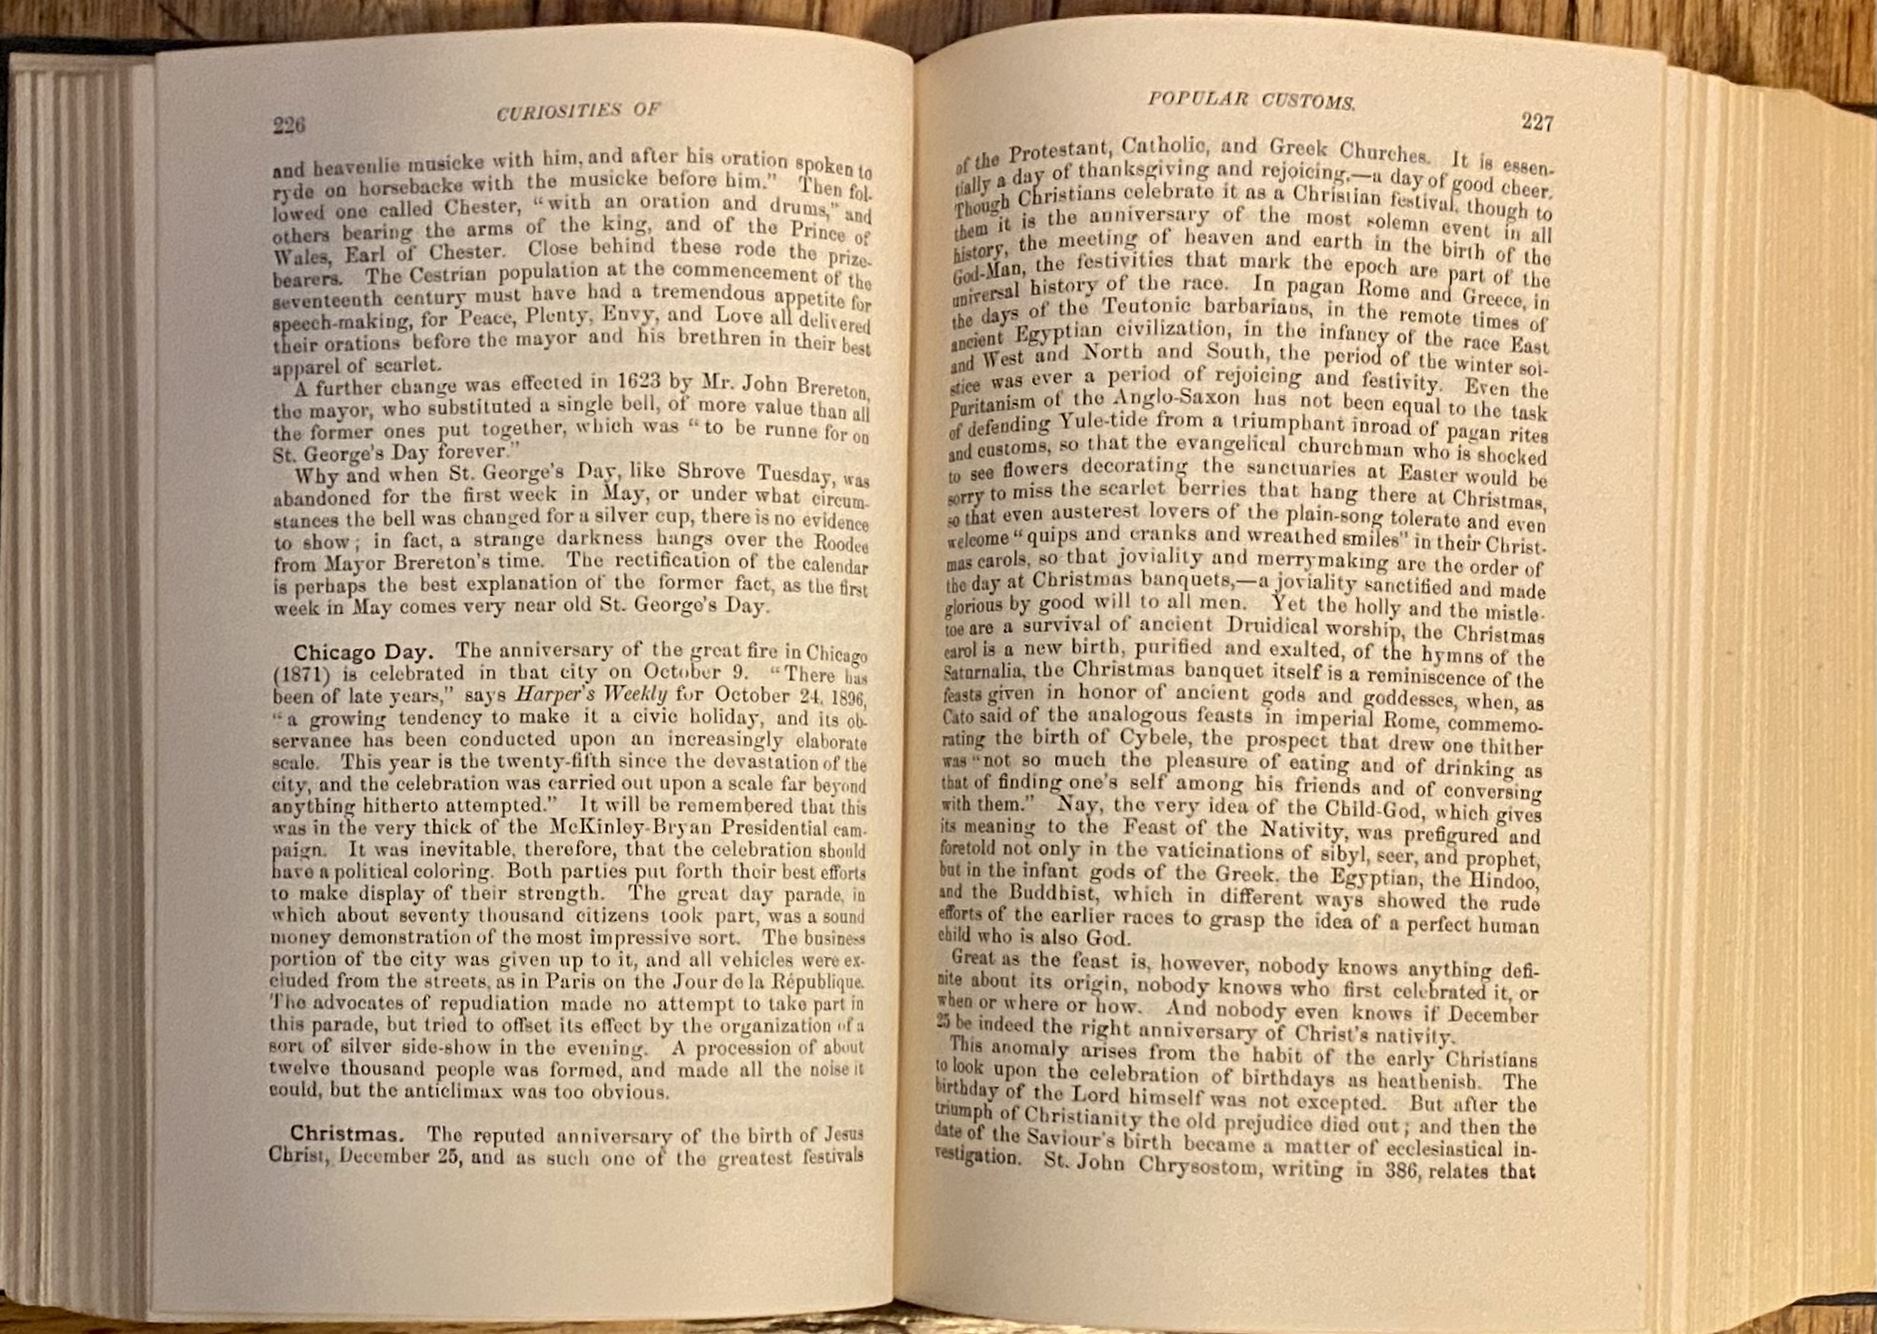 226
CURIOSITIES OF
and heavenlie musicke with him, and after his oration spoken to
ryde on horsebacke with the musicke before him.” Then fol-
lowed one called Chester, “with an oration and drums,” and
others bearing the arms of the king, and of the Prince of
Wales, Earl of Chester. Close behind these rode the prize-
bearers. The Cestrian population at the commencement of the
seventeenth century must have had a tremendous appetite for
speech-making, for Peace, Plenty, Envy, and Love all delivered
their orations before the mayor and his brethren in their best
apparel of scarlet.
A further change was effected in 1623 by Mr. John Brereton,
the mayor, who substituted a single bell, of more value than all
the former ones put together, which was “to be runne for on
St. George's Day forever.”
Why and when St. George's Day, like Shrove Tuesday, was
abandoned for the first week in May, or under what circum-
stances the bell was changed for a silver cup, there is no evidence
to show; in fact, a strange darkness hangs over the Roodee
from Mayor Brereton's time. The rectification of the calendar
is perhaps the best explanation of the former fact, as the first
week in May comes very near old St. George's Day.
Chicago Day. The anniversary of the great fire in Chicago
(1871) is celebrated in that city on October 9. “There has
been of late years,” says Harper's Weekly for October 24, 1896,
“a growing tendency to make it a civic holiday, and its ob-
servance has been conducted upon an increasingly elaborate
scale. This year is the twenty-fifth since the devastation of the
city, and the celebration was carried out upon a scale far beyond
anything hitherto attempted.” It will be remembered that this
was in the very thick of the McKinley-Bryan Presidential cam-
paign. It was inevitable, therefore, that the celebration should
have a political coloring. Both parties put forth their best efforts
to make display of their strength. The great day parade, in
which about seventy thousand citizens took part, was a sound
money demonstration of the most impressive sort. The business
portion of the city was given up to it, and all vehicles were ex-
cluded from the streets, as in Paris on the Jour de la République.
The advocates of repudiation made no attempt to take part in
this parade, but tried to offset its effect by the organization of a
sort of silver side-show in the evening. A procession of about
twelve thousand people was formed, and made all the noise it
could, but the anticlimax was too obvious.
Christmas. The reputed anniversary of the birth of Jesus
Christ, December 25, and as such one of the greatest festivals
POPULAR CUSTOMS.
227
of the Protestant, Catholic, and Greek Churches. It is essen-
tially a day of thanksgiving and rejoicing,—a day of good cheer.
Though Christians celebrate it as a Christian festival, though to
them it is the anniversary of the most solemn event in all
history, the meeting of heaven and earth in the birth of the
God-Man, the festivities that mark the epoch are part of the
universal history of the race. In pagan Rome and Greece, in
the days of the Teutonic barbarians, in the remote times of
ancient Egyptian civilization, in the infancy of the race East
and West and North and South, the period of the winter sol-
stice was ever a period of rejoicing and festivity. Even the
Puritanism of the Anglo-Saxon has not been equal to the task
of defending Yule-tide from a triumphant inroad of pagan rites
and customs, so that the evangelical churchman who is shocked
to see flowers decorating the sanctuaries at Easter would be
sorry to miss the scarlet berries that hang there at Christmas,
so that even austerest lovers of the plain-song tolerate and even
welcome “quips and cranks and wreathed smiles” in their Christ-
mas carols, so that joviality and merrymaking are the order of
the day at Christmas banquets,—a joviality sanctified and made
glorious by good will to all men. Yet the holly and the mistle-
toe are a survival of ancient Druidical worship, the Christmas
carol is a new birth, purified and exalted, of the hymns of the
Saturnalia, the Christmas banquet itself is a reminiscence of the
feasts given in honor of ancient gods and goddesses, when, as
Cato said of the analogous feasts in imperial Rome, commemo-
rating the birth of Cybele, the prospect that drew one thither
was “not so much the pleasure of eating and of drinking as
that of finding one's self among his friends and of conversing
with them.” Nay, the very idea of the Child-God, which gives
its meaning to the Feast of the Nativity, was prefigured and
foretold not only in the vaticinations of sibyl, seer, and prophet,
but in the infant gods of the Greek, the Egyptian, the Hindoo,
and the Buddhist, which in different ways showed the rude
efforts of the earlier races to grasp the idea of a perfect human
child who is also God.
Great as the feast is, however, nobody knows anything defi-
nite about its origin, nobody knows who first celebrated it, or
when or where or how. And nobody even knows if December
25 be indeed the right anniversary of Christ's nativity.
This anomaly arises from the habit of the early Christians
to look upon the celebration of birthdays as heathenish. The
birthday of the Lord himself was not excepted. But after the
triumph of Christianity the old prejudice died out; and then the
date of the Saviour's birth became a matter of ecclesiastical in-
vestigation. St. John Chrysostom, writing in 386, relates that